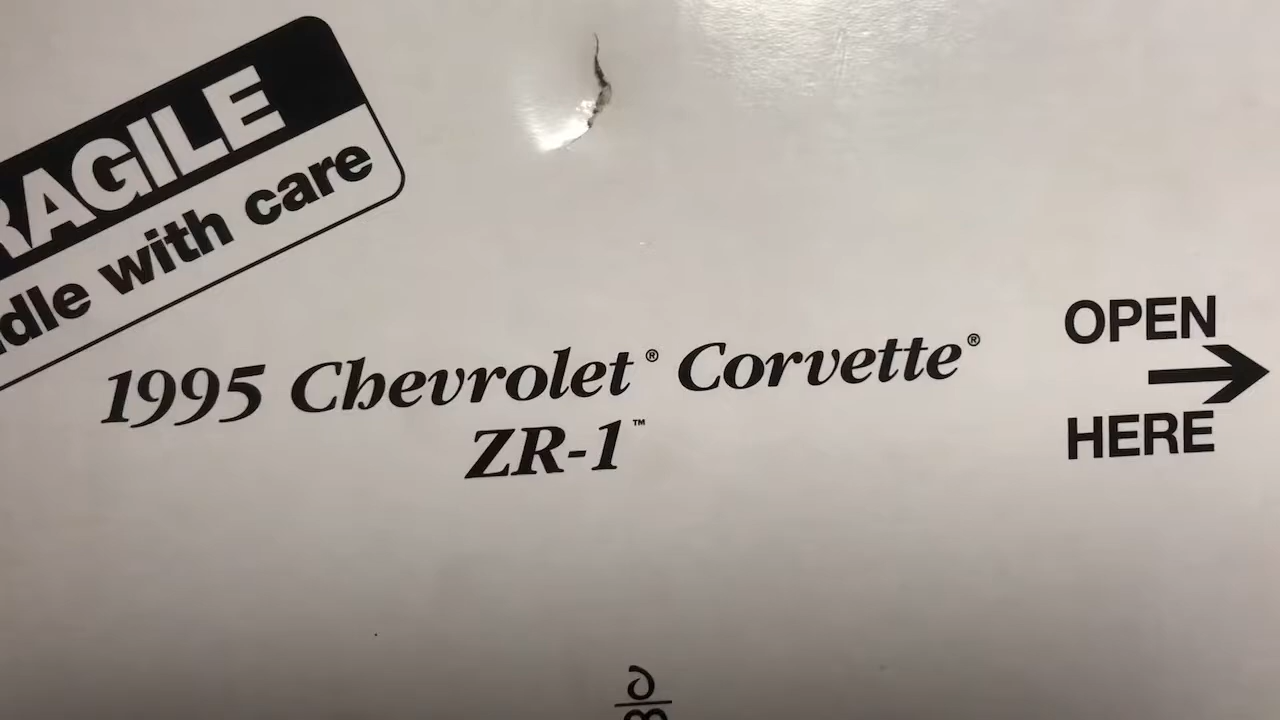 RAGILE
dle with care
1995 Chevrolet® Corvette®
ZR-1™
OPEN
HERE